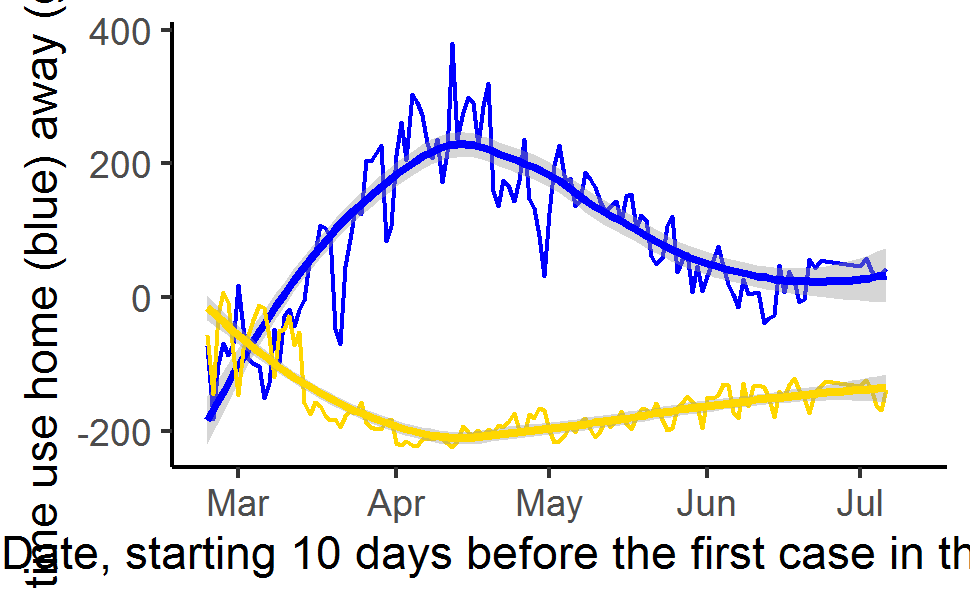 time use home (blue) away (
400
200
0
-200
Mar Apr May Jun Jul
Date, starting 10 days before the first case in th